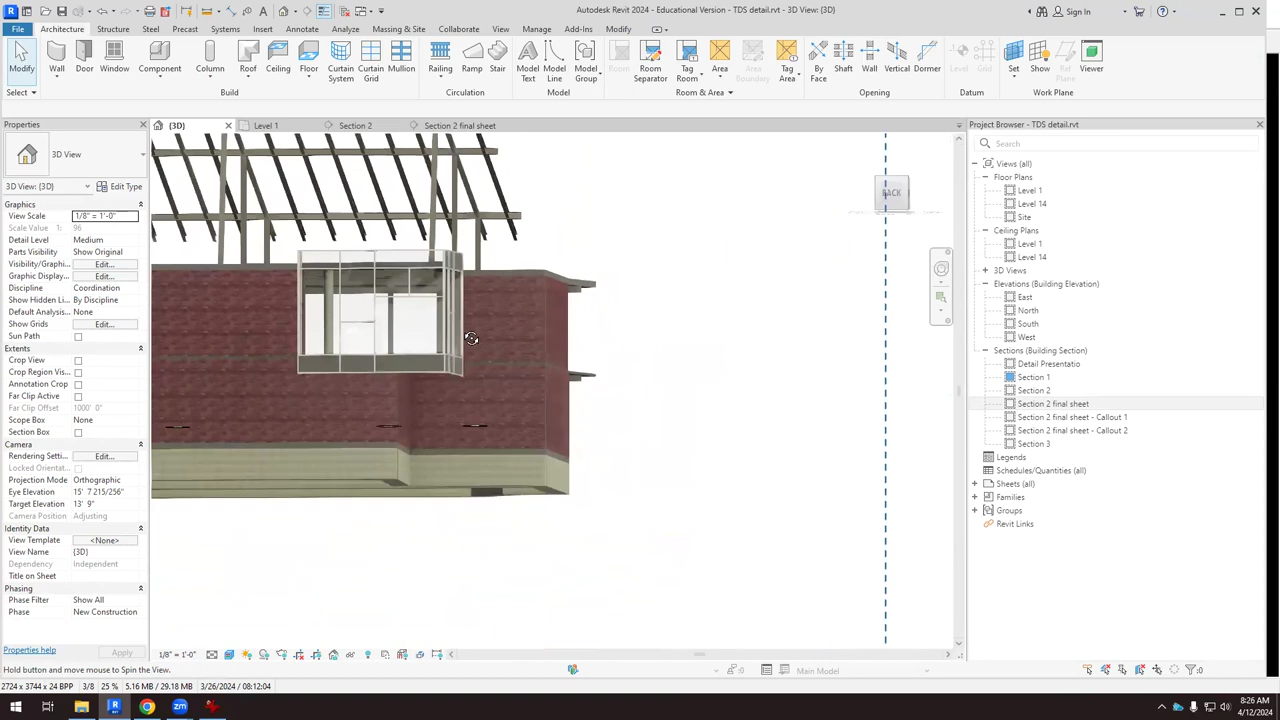 Autodesk Revit 2024 - Educational Version - TDS detail.rvt - 3D View: {3D}
Sign In
File Architecture Structure Steel Precast Systems Insert Annotate Analyze Massing & Site Collaborate View Manage Add-Ins Modify
Modify Wall Door Window Component Column Roof Ceiling Floor Curtain System Curtain Grid Mullion Railing Ramp Stair Model Text Model Line Model Group Room Room Separator Tag Room Area Area Boundary Tag Area By Face Shaft Wall Vertical Dormer Level Grid Set Show Ref Plane Viewer
Select Build Circulation Model Room & Area Opening Datum Work Plane
Properties
{3D} Level 1 Section 2 Section 2 final sheet
Project Browser - TDS detail.rvt
3D View
3D View: {3D} Edit Type
Graphics
View Scale 1/8" = 1'-0"
Scale Value 1: 96
Detail Level Medium
Parts Visibility Show Original
Visibility/Graphi... Edit...
Graphic Display... Edit...
Discipline Coordination
Show Hidden Li... By Discipline
Default Analysi... None
Show Grids Edit...
Sun Path
Extents
Crop View
Crop Region Vis...
Annotation Crop
Far Clip Active
Far Clip Offset 1000' 0"
Scope Box None
Section Box
Camera
Rendering Setti... Edit...
Locked Orientat...
Projection Mode Orthographic
Eye Elevation 15' 7 215/256"
Target Elevation 13' 9"
Camera Position Adjusting
Identity Data
View Template <None>
View Name {3D}
Dependency Independent
Title on Sheet
Phasing
Phase Filter Show All
Phase New Construction
Properties help Apply
BACK
Search
Views (all)
Floor Plans
Level 1
Level 14
Site
Ceiling Plans
Level 1
Level 14
3D Views
Elevations (Building Elevation)
East
North
South
West
Sections (Building Section)
Detail Presentatio
Section 1
Section 2
Section 2 final sheet
Section 2 final sheet - Callout 1
Section 2 final sheet - Callout 2
Section 3
Legends
Schedules/Quantities (all)
Sheets (all)
Families
Groups
Revit Links
1/8" = 1'-0"
Hold button and move mouse to Spin the View.
:0 Main Model :0
2724 x 3744 x 24 BPP 3/8 25 % 5.16 MB / 29.19 MB 3/26/2024 / 08:12:04
8:26 AM
4/12/2024